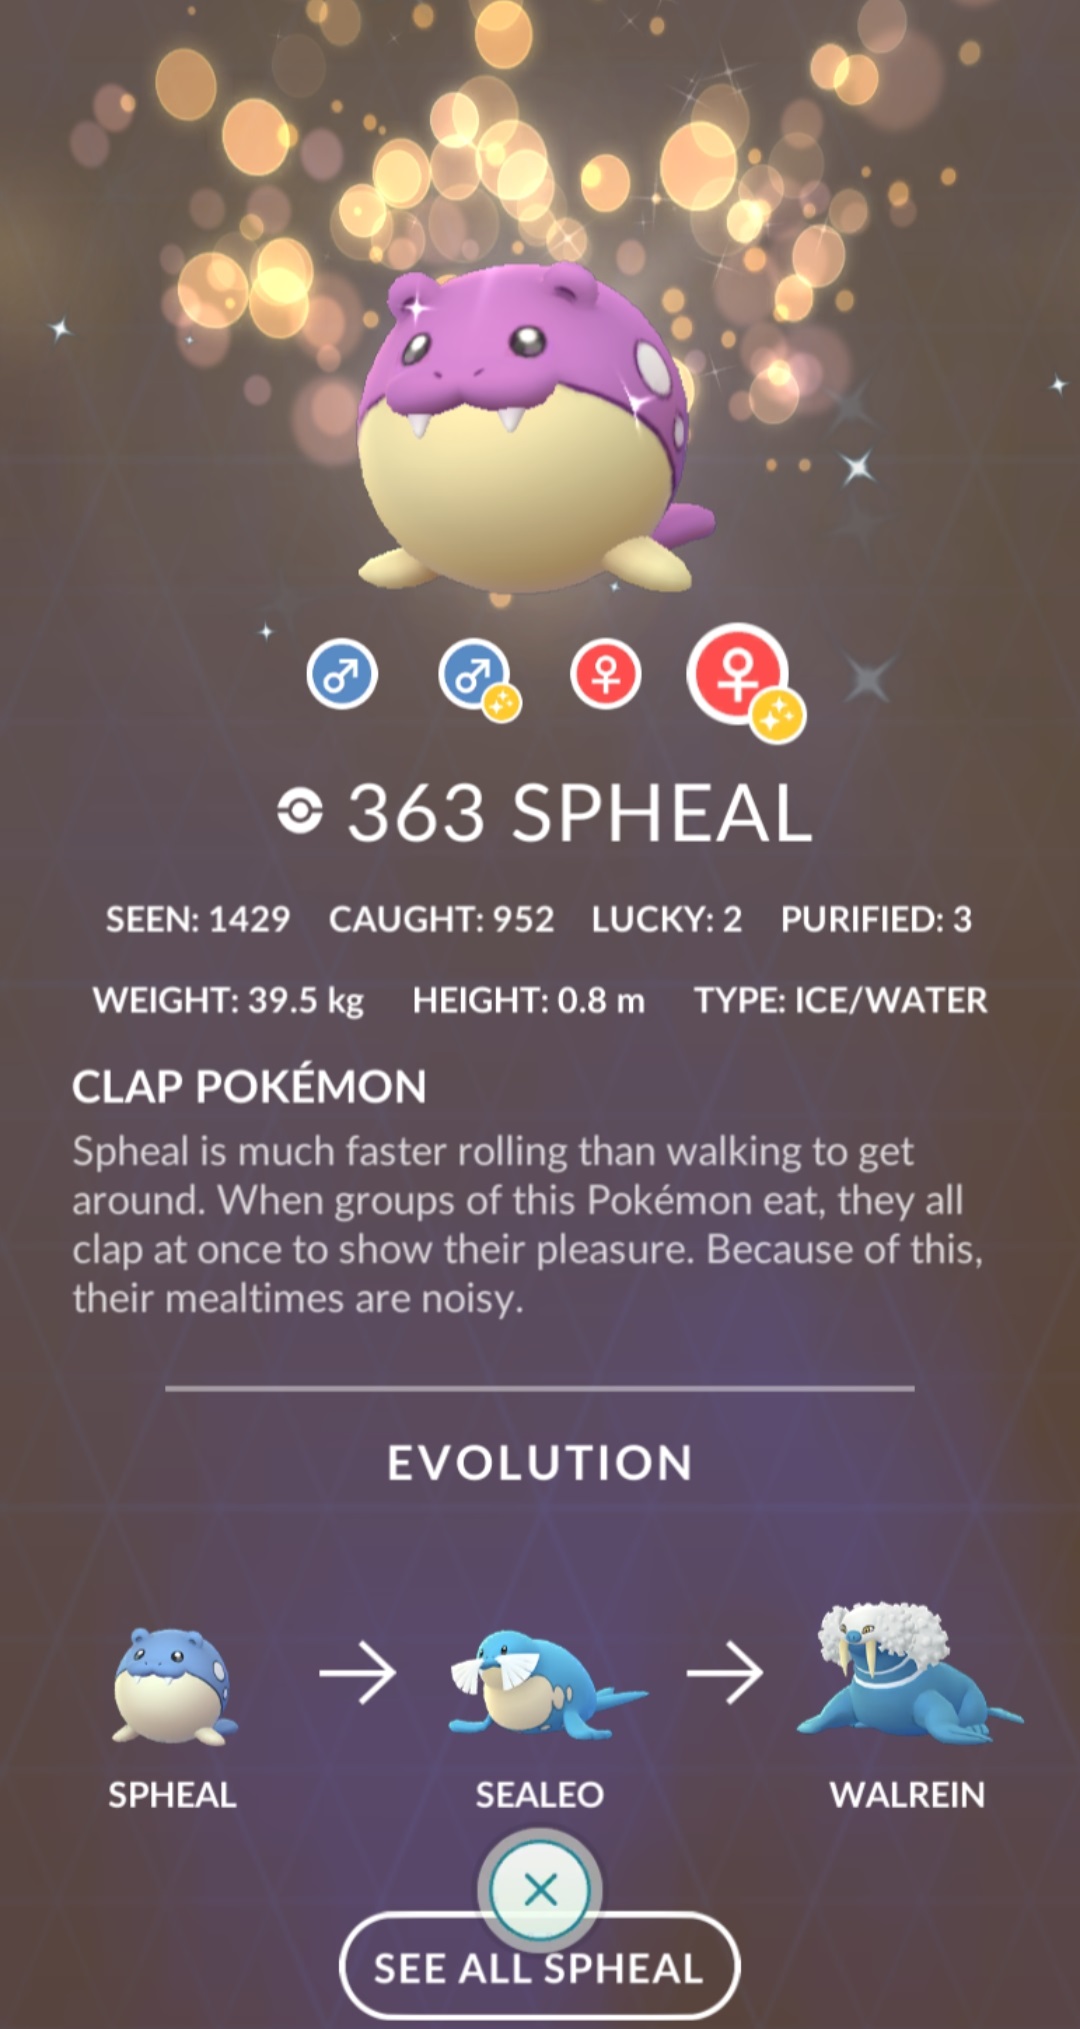 363 SPHEAL
SEEN: 1429 CAUGHT: 952 LUCKY: 2 PURIFIED: 3
WEIGHT: 39.5 kg HEIGHT: 0.8 m TYPE: ICE/WATER
CLAP POKÉMON
Spheal is much faster rolling than walking to get
around. When groups of this Pokémon eat, they all
clap at once to show their pleasure. Because of this,
their mealtimes are noisy.
EVOLUTION
SPHEAL SEALEO WALREIN
SEE ALL SPHEAL